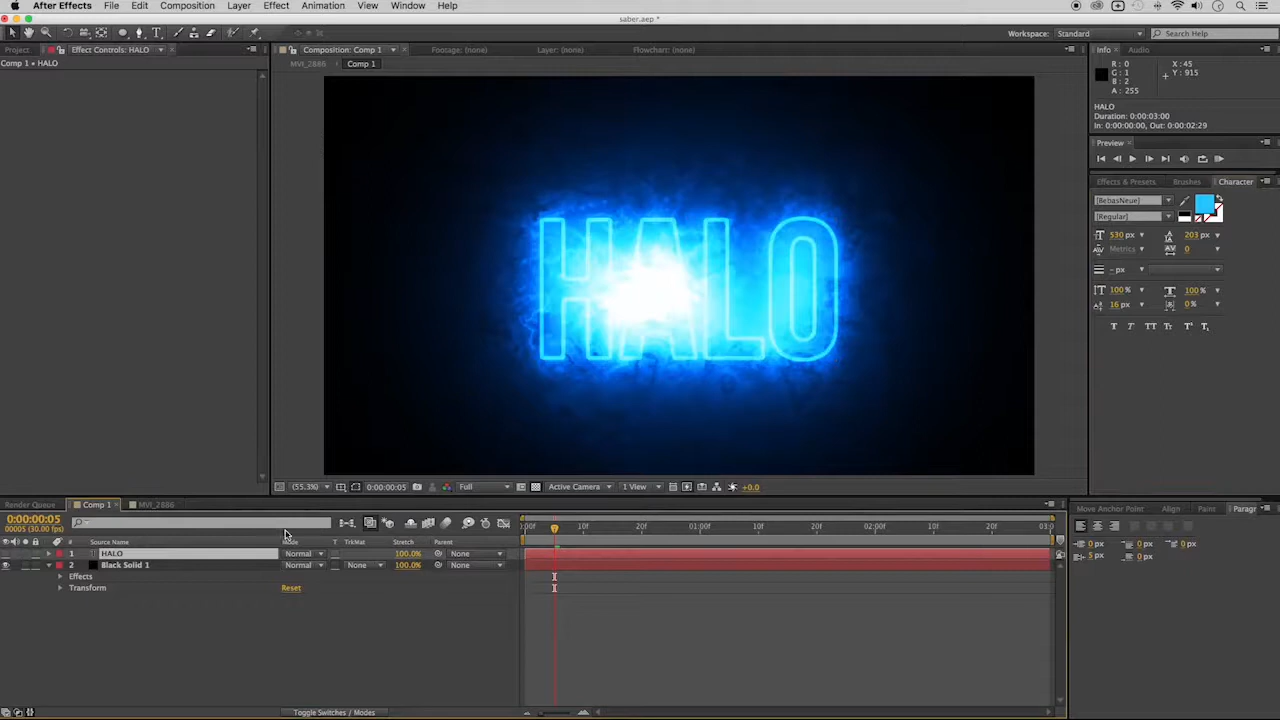 After Effects File Edit Composition Layer Effect Animation View Window Help
saber.aep *
Workspace: Standard Search Help
Project Effect Controls: HALO Composition: Comp 1 Footage: (none) Layer: (none) Flowchart: (none) Info Audio
Comp 1 • HALO
MVI_2886 Comp 1
R : 0
G : 1
B : 2
A : 255
X : 45
Y : 915
HALO
Duration: 0:00:03:00
In: 0:00:00:00, Out: 0:00:02:29
Preview
Effects & Presets Brushes Character
[BebasNeue]
[Regular]
530 px 203 px
Metrics 0
- px
100% 100%
16 px 0%
T T TT Tr T¹ T₁
HALO
(55.3%) 0:00:00:05 Full Active Camera 1 View +0.0
Render Queue Comp 1 MVI_2886
0:00:00:05
00005 (30.00 fps)
# Source Name Mode T TrkMat Stretch Parent
1 T HALO Normal 100.0% None
2 Black Solid 1 Normal None 100.0% None
Effects
Transform Reset
:00f 10f 20f 01:00f 10f 20f 02:00f 10f 20f 03:0
Toggle Switches / Modes
Move Anchor Point Align Paint Paragr
0 px 0 px 0 px
5 px 0 px